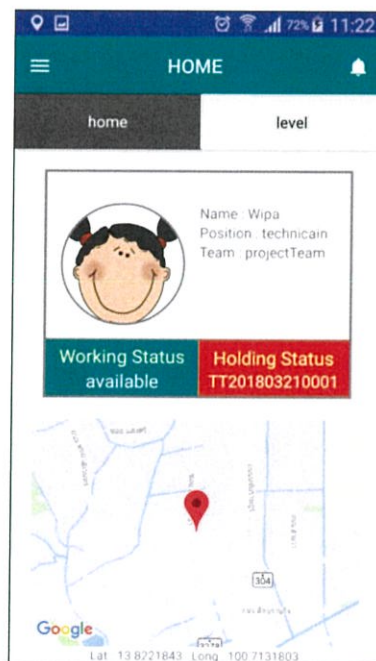 72% 11:22
HOME
home level
Name : Wipa
Position : technicain
Team : projectTeam
Working Status
available
Holding Status
TT201803210001
304
Google
Lat : 13.8221843 Long : 100.7131803